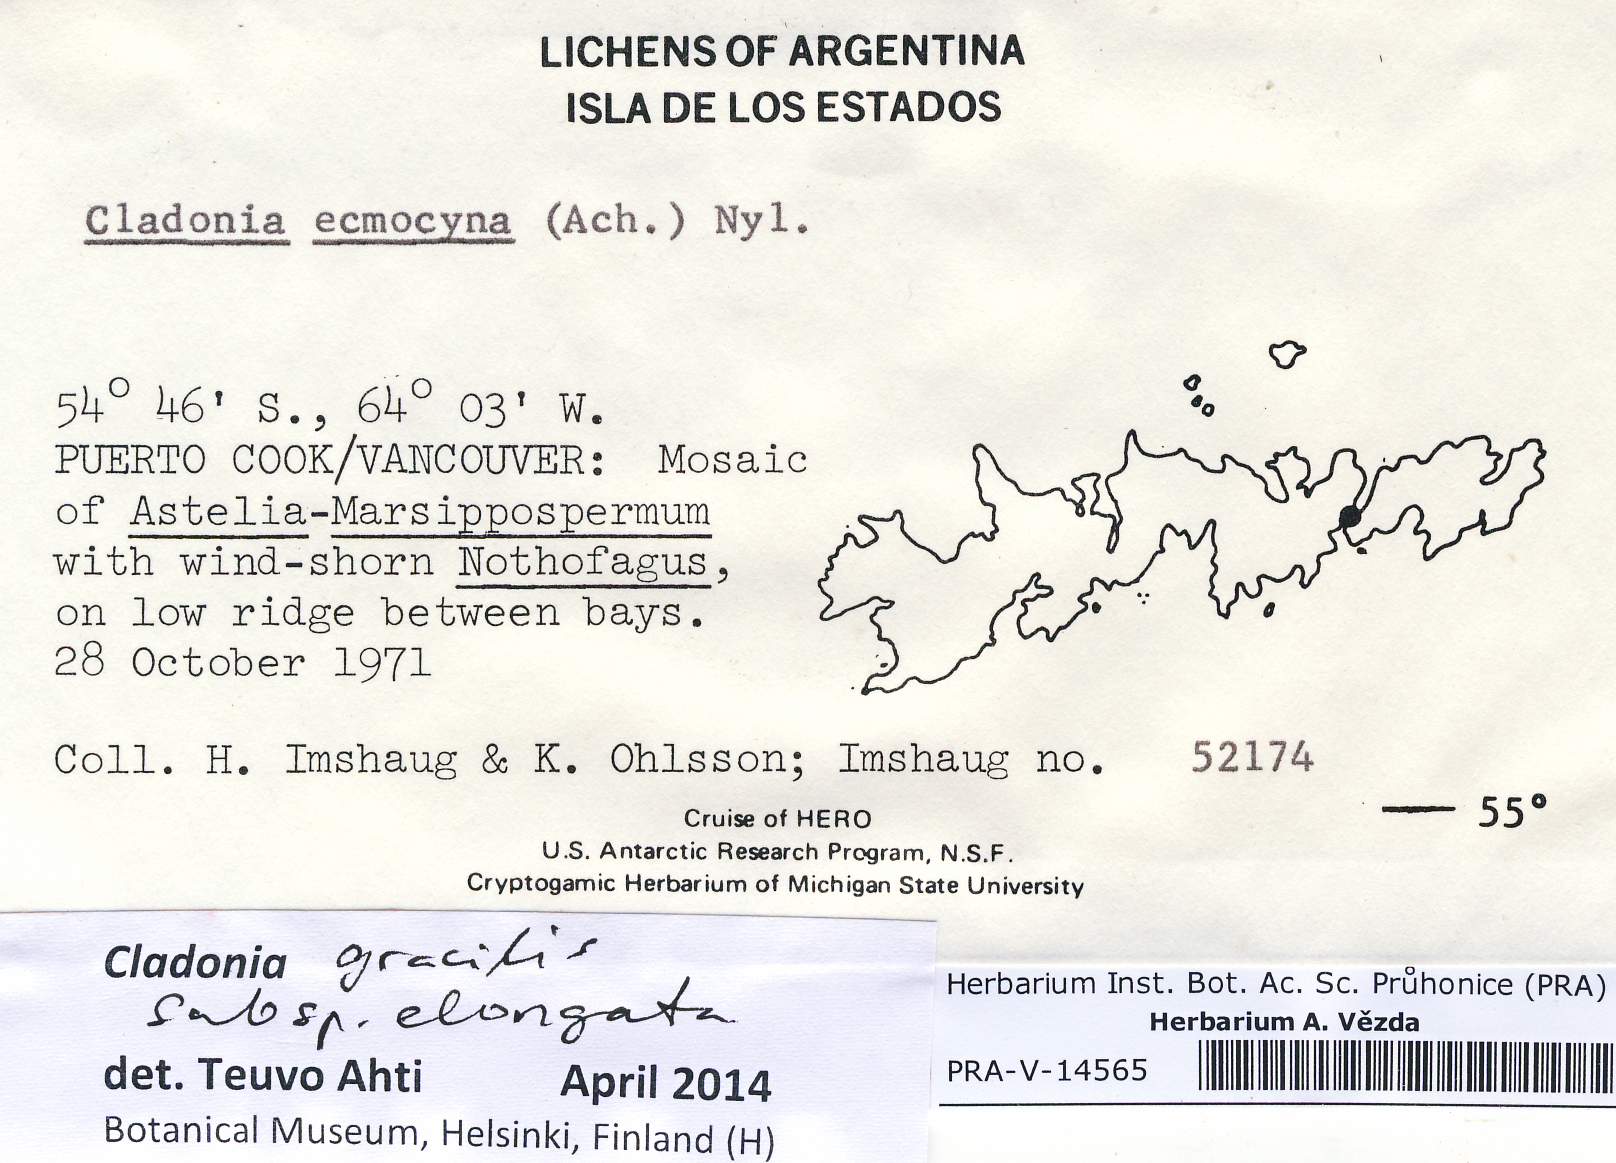 LICHENS OF ARGENTINA
ISLA DE LOS ESTADOS
Cladonia ecmocyna (Ach.) Nyl.
54° 46' S., 64° 03' W.
PUERTO COOK/VANCOUVER: Mosaic
of Astelia-Marsippospermum
with wind-shorn Nothofagus,
on low ridge between bays.
28 October 1971
Coll. H. Imshaug & K. Ohlsson; Imshaug no. 52174
— 55°
Cruise of HERO
U.S. Antarctic Research Program, N.S.F.
Cryptogamic Herbarium of Michigan State University
Cladonia gracilis
subsp. elongata
det. Teuvo Ahti April 2014
Botanical Museum, Helsinki, Finland (H)
Herbarium Inst. Bot. Ac. Sc. Průhonice (PRA)
Herbarium A. Vězda
PRA-V-14565